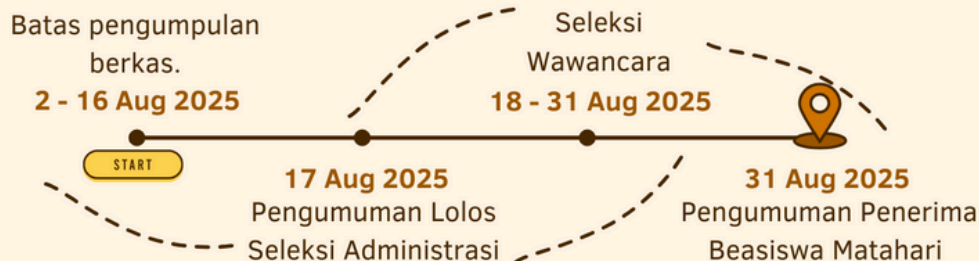 Batas pengumpulan
berkas.
2 - 16 Aug 2025
START
17 Aug 2025
Pengumuman Lolos
Seleksi Administrasi
Seleksi
Wawancara
18 - 31 Aug 2025
31 Aug 2025
Pengumuman Penerima
Beasiswa Matahari